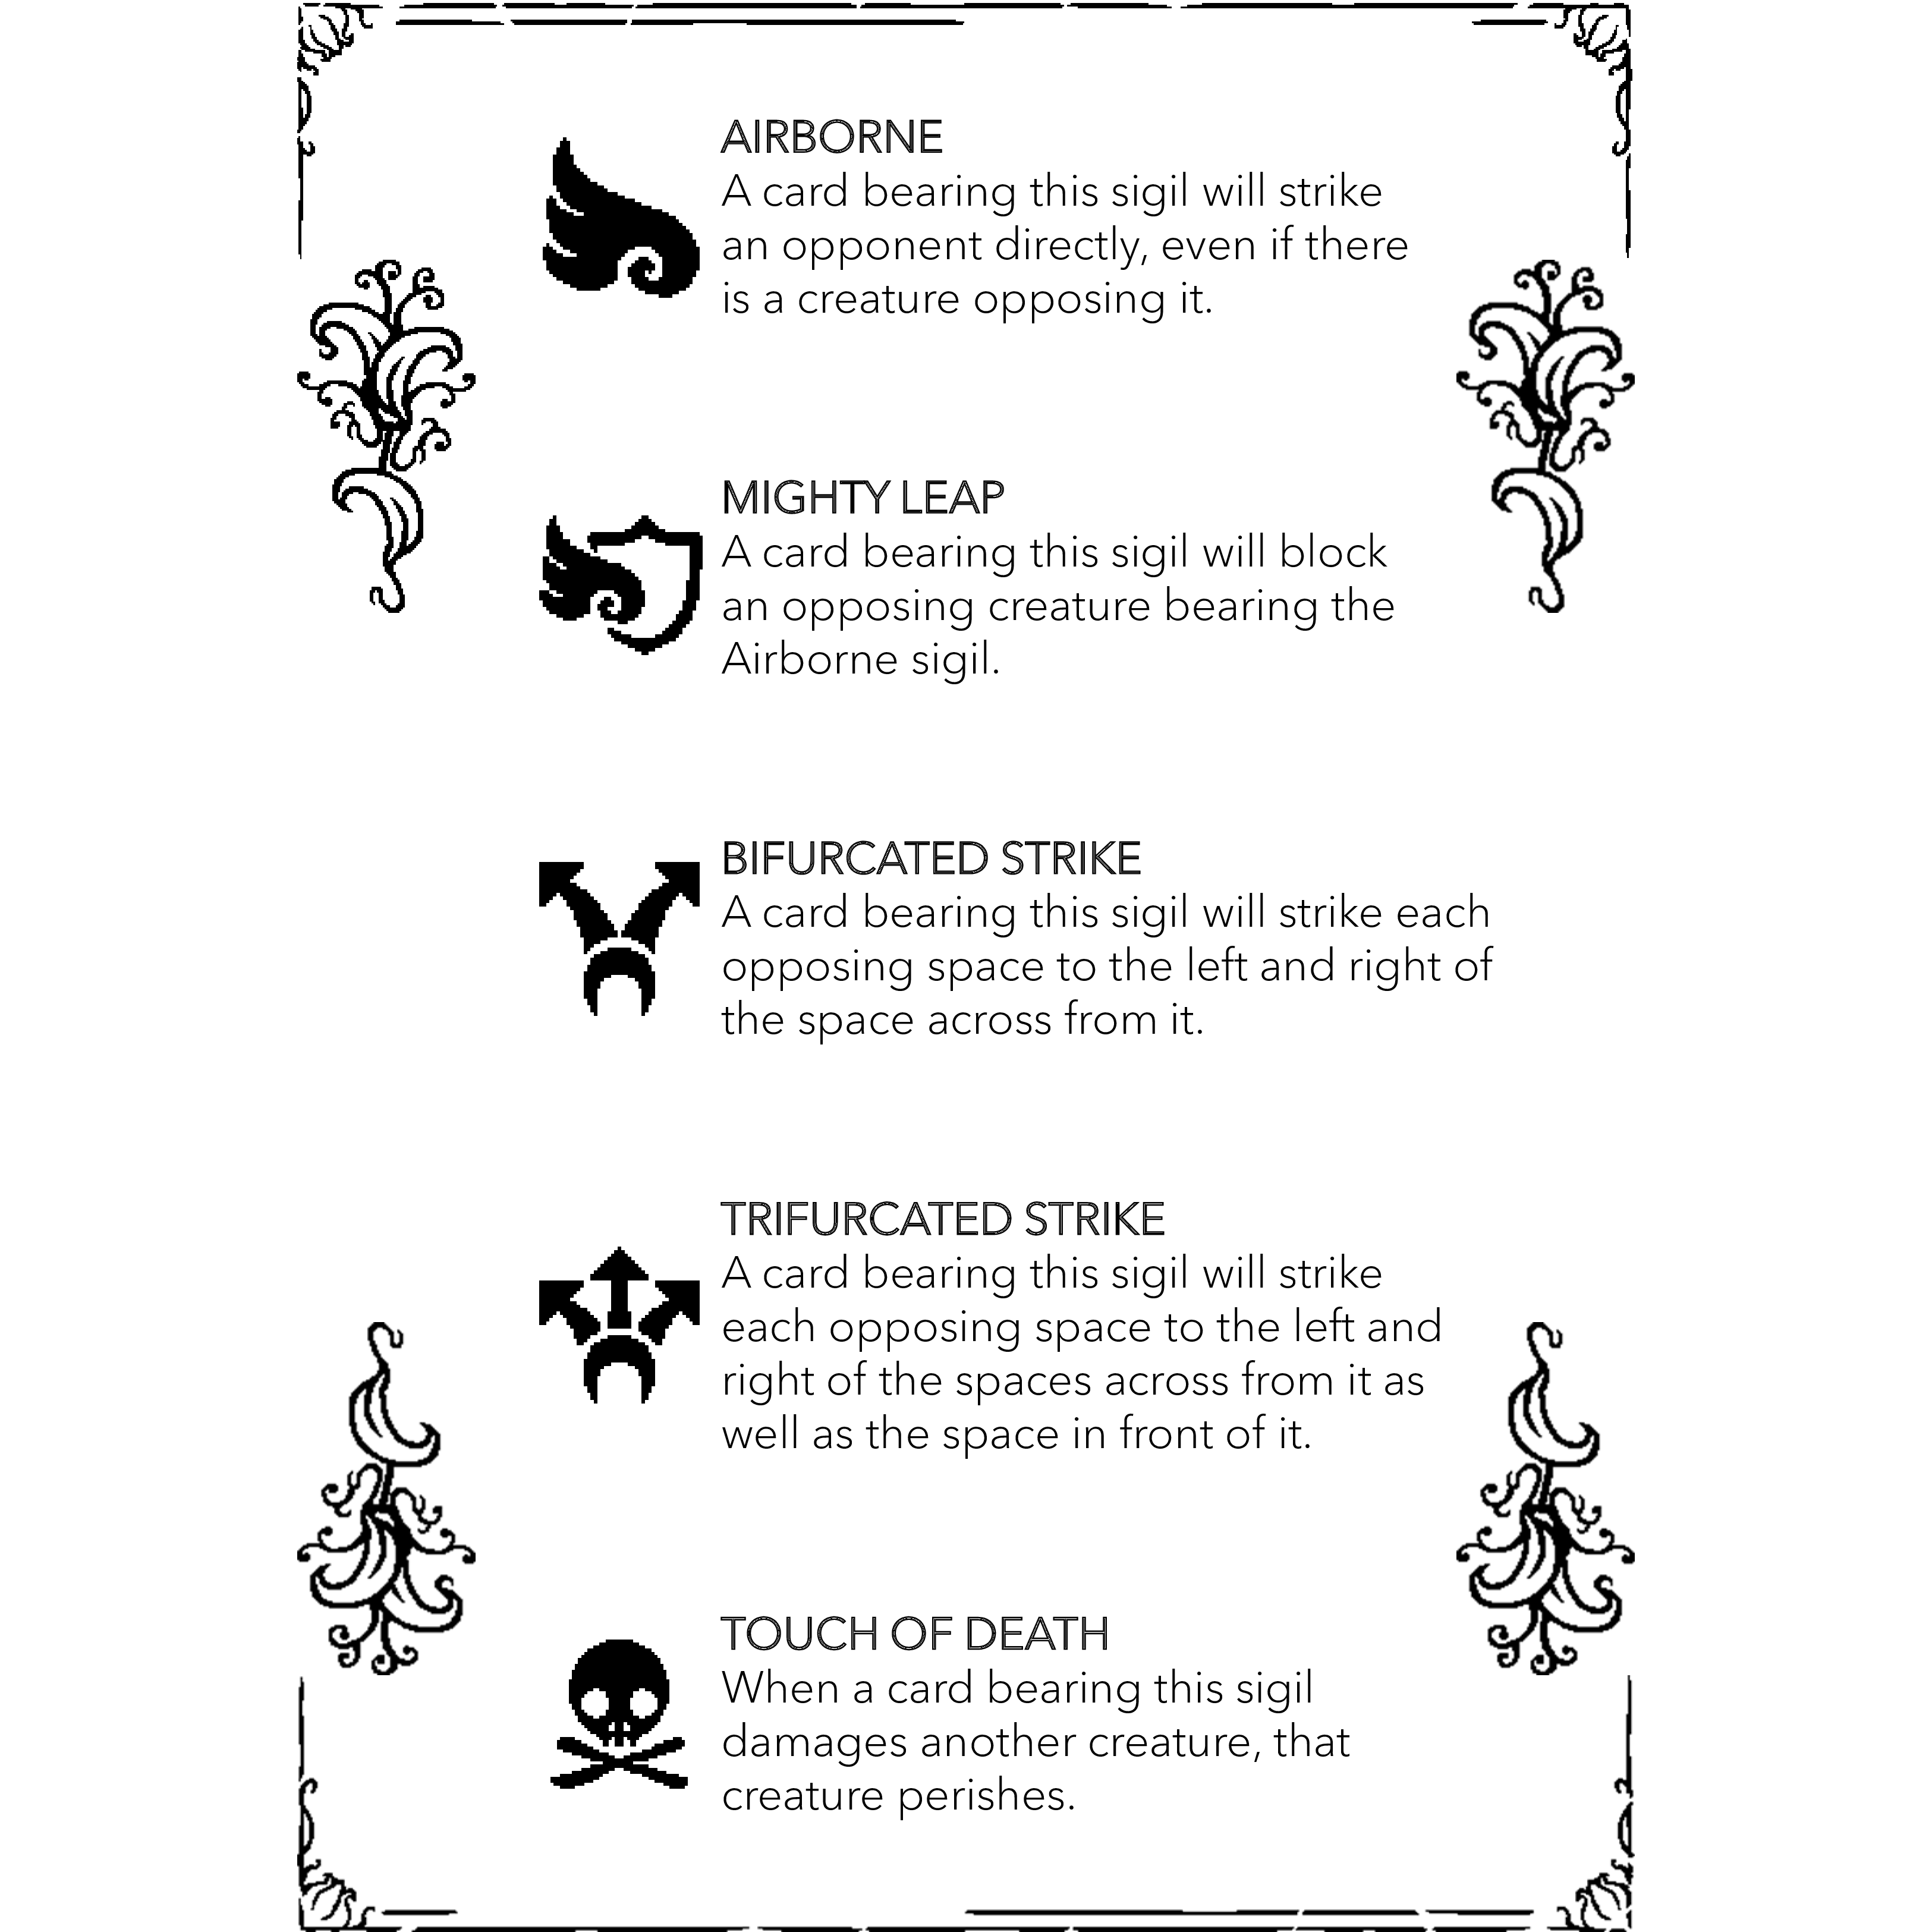 AIRBORNE
A card bearing this sigil will strike
an opponent directly, even if there
is a creature opposing it.
MIGHTY LEAP
A card bearing this sigil will block
an opposing creature bearing the
Airborne sigil.
BIFURCATED STRIKE
A card bearing this sigil will strike each
opposing space to the left and right of
the space across from it.
TRIFURCATED STRIKE
A card bearing this sigil will strike
each opposing space to the left and
right of the spaces across from it as
well as the space in front of it.
TOUCH OF DEATH
When a card bearing this sigil
damages another creature, that
creature perishes.